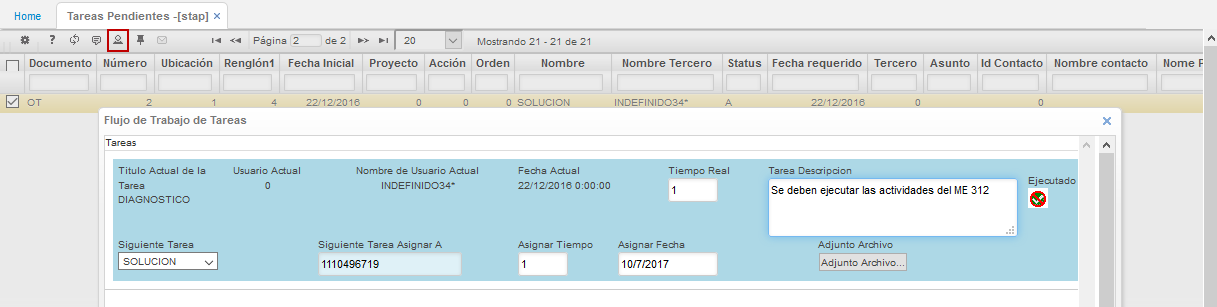 Home Tareas Pendientes -[stap] ×
? Página 2 de 2 20 Mostrando 21 - 21 de 21
Documento Número Ubicación Renglón1 Fecha Inicial Proyecto Acción Orden Nombre Nombre Tercero Status Fecha requerido Tercero Asunto Id Contacto Nombre contacto Nome P
OT 2 1 4 22/12/2016 0 0 0 SOLUCION INDEFINIDO34* A 22/12/2016 0 0
Flujo de Trabajo de Tareas ×
Tareas
Titulo Actual de la Usuario Actual Nombre de Usuario Actual Fecha Actual Tiempo Real Tarea Descripcion
Tarea 0 INDEFINIDO34* 22/12/2016 0:00:00 1 Se deben ejecutar las actividades del ME 312 Ejecutado
DIAGNOSTICO
Siguiente Tarea Siguiente Tarea Asignar A Asignar Tiempo Asignar Fecha Adjunto Archivo
SOLUCION 1110496719 1 10/7/2017 Adjunto Archivo...